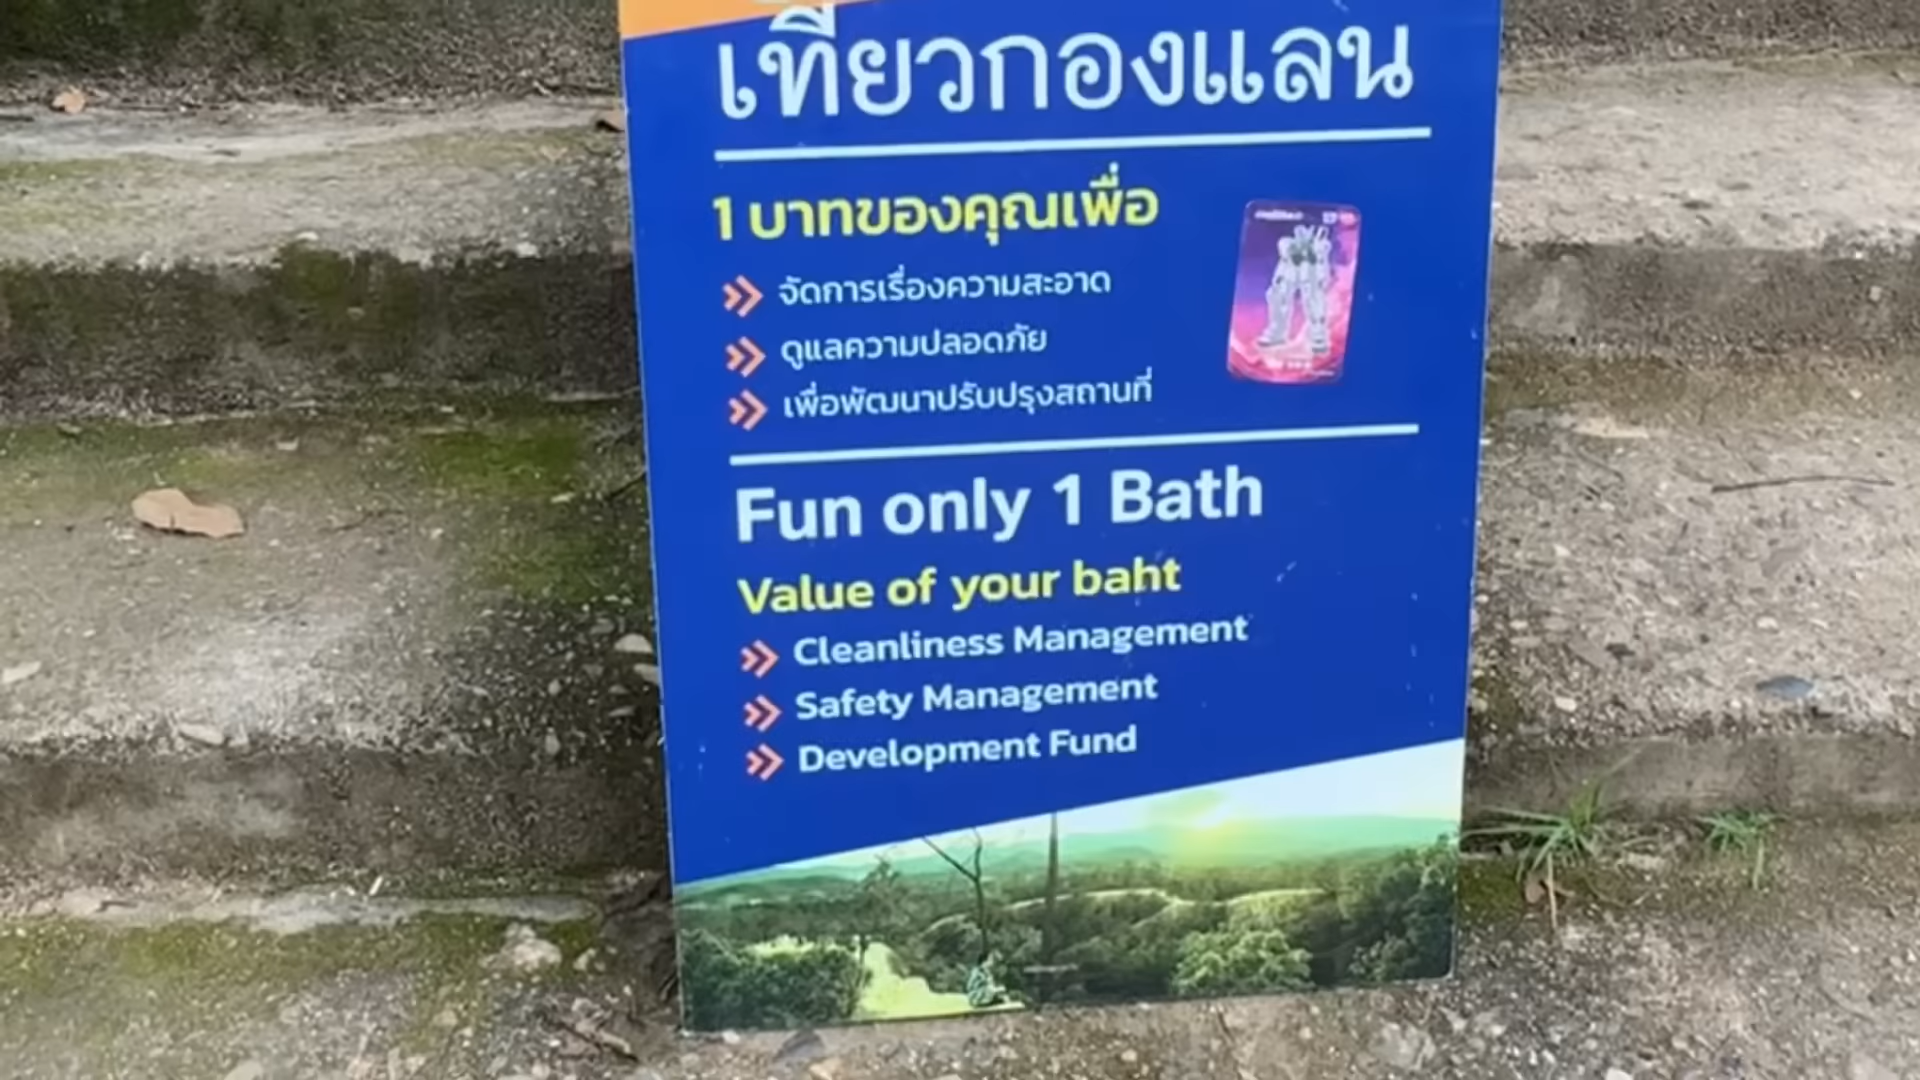 เที่ยวกองแลน
1 บาทของคุณเพื่อ
จัดการเรื่องความสะอาด
ดูแลความปลอดภัย
เพื่อพัฒนาปรับปรุงสถานที่
Fun only 1 Bath
Value of your baht
Cleanliness Management
Safety Management
Development Fund